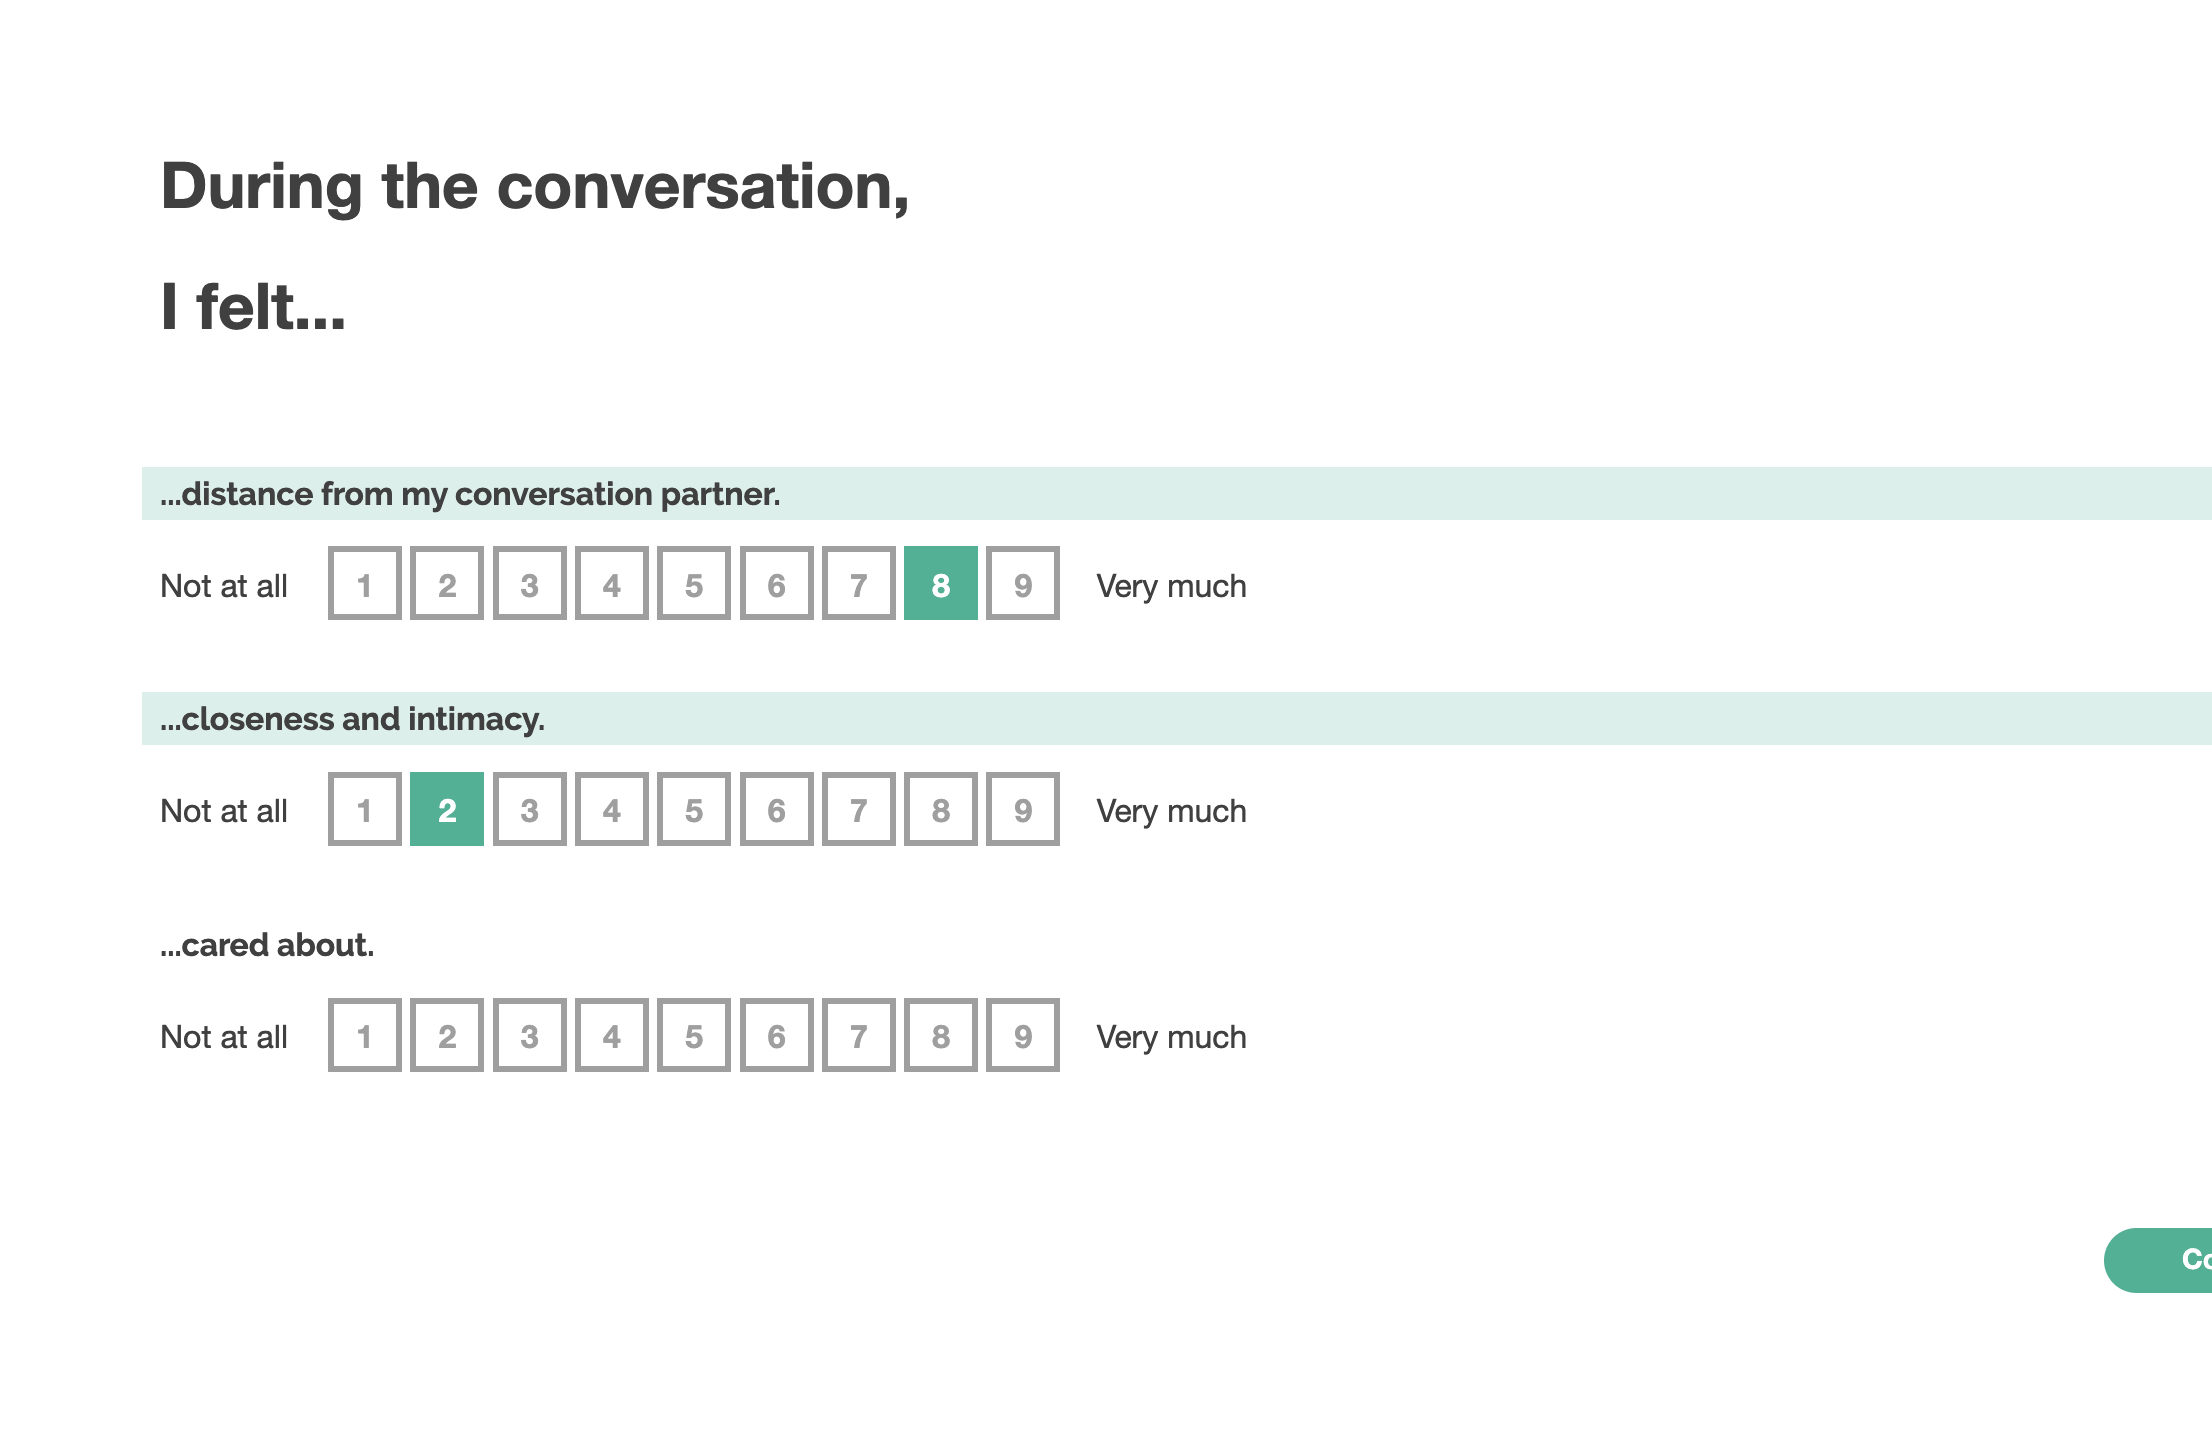 During the conversation,
I felt...
...distance from my conversation partner.
Not at all 1 2 3 4 5 6 7 8 9 Very much
...closeness and intimacy.
Not at all 1 2 3 4 5 6 7 8 9 Very much
...cared about.
Not at all 1 2 3 4 5 6 7 8 9 Very much